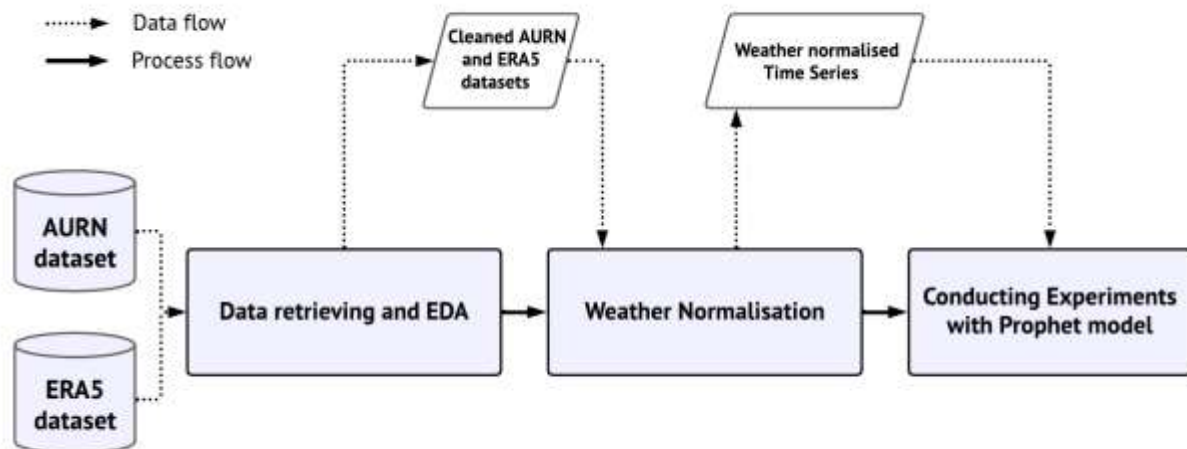 Data flow
Process flow
Cleaned AURN
and ERA5
datasets
Weather normalised
Time Series
AURN
dataset
Data retrieving and EDA
Weather Normalisation
Conducting Experiments
with Prophet model
ERA5
dataset